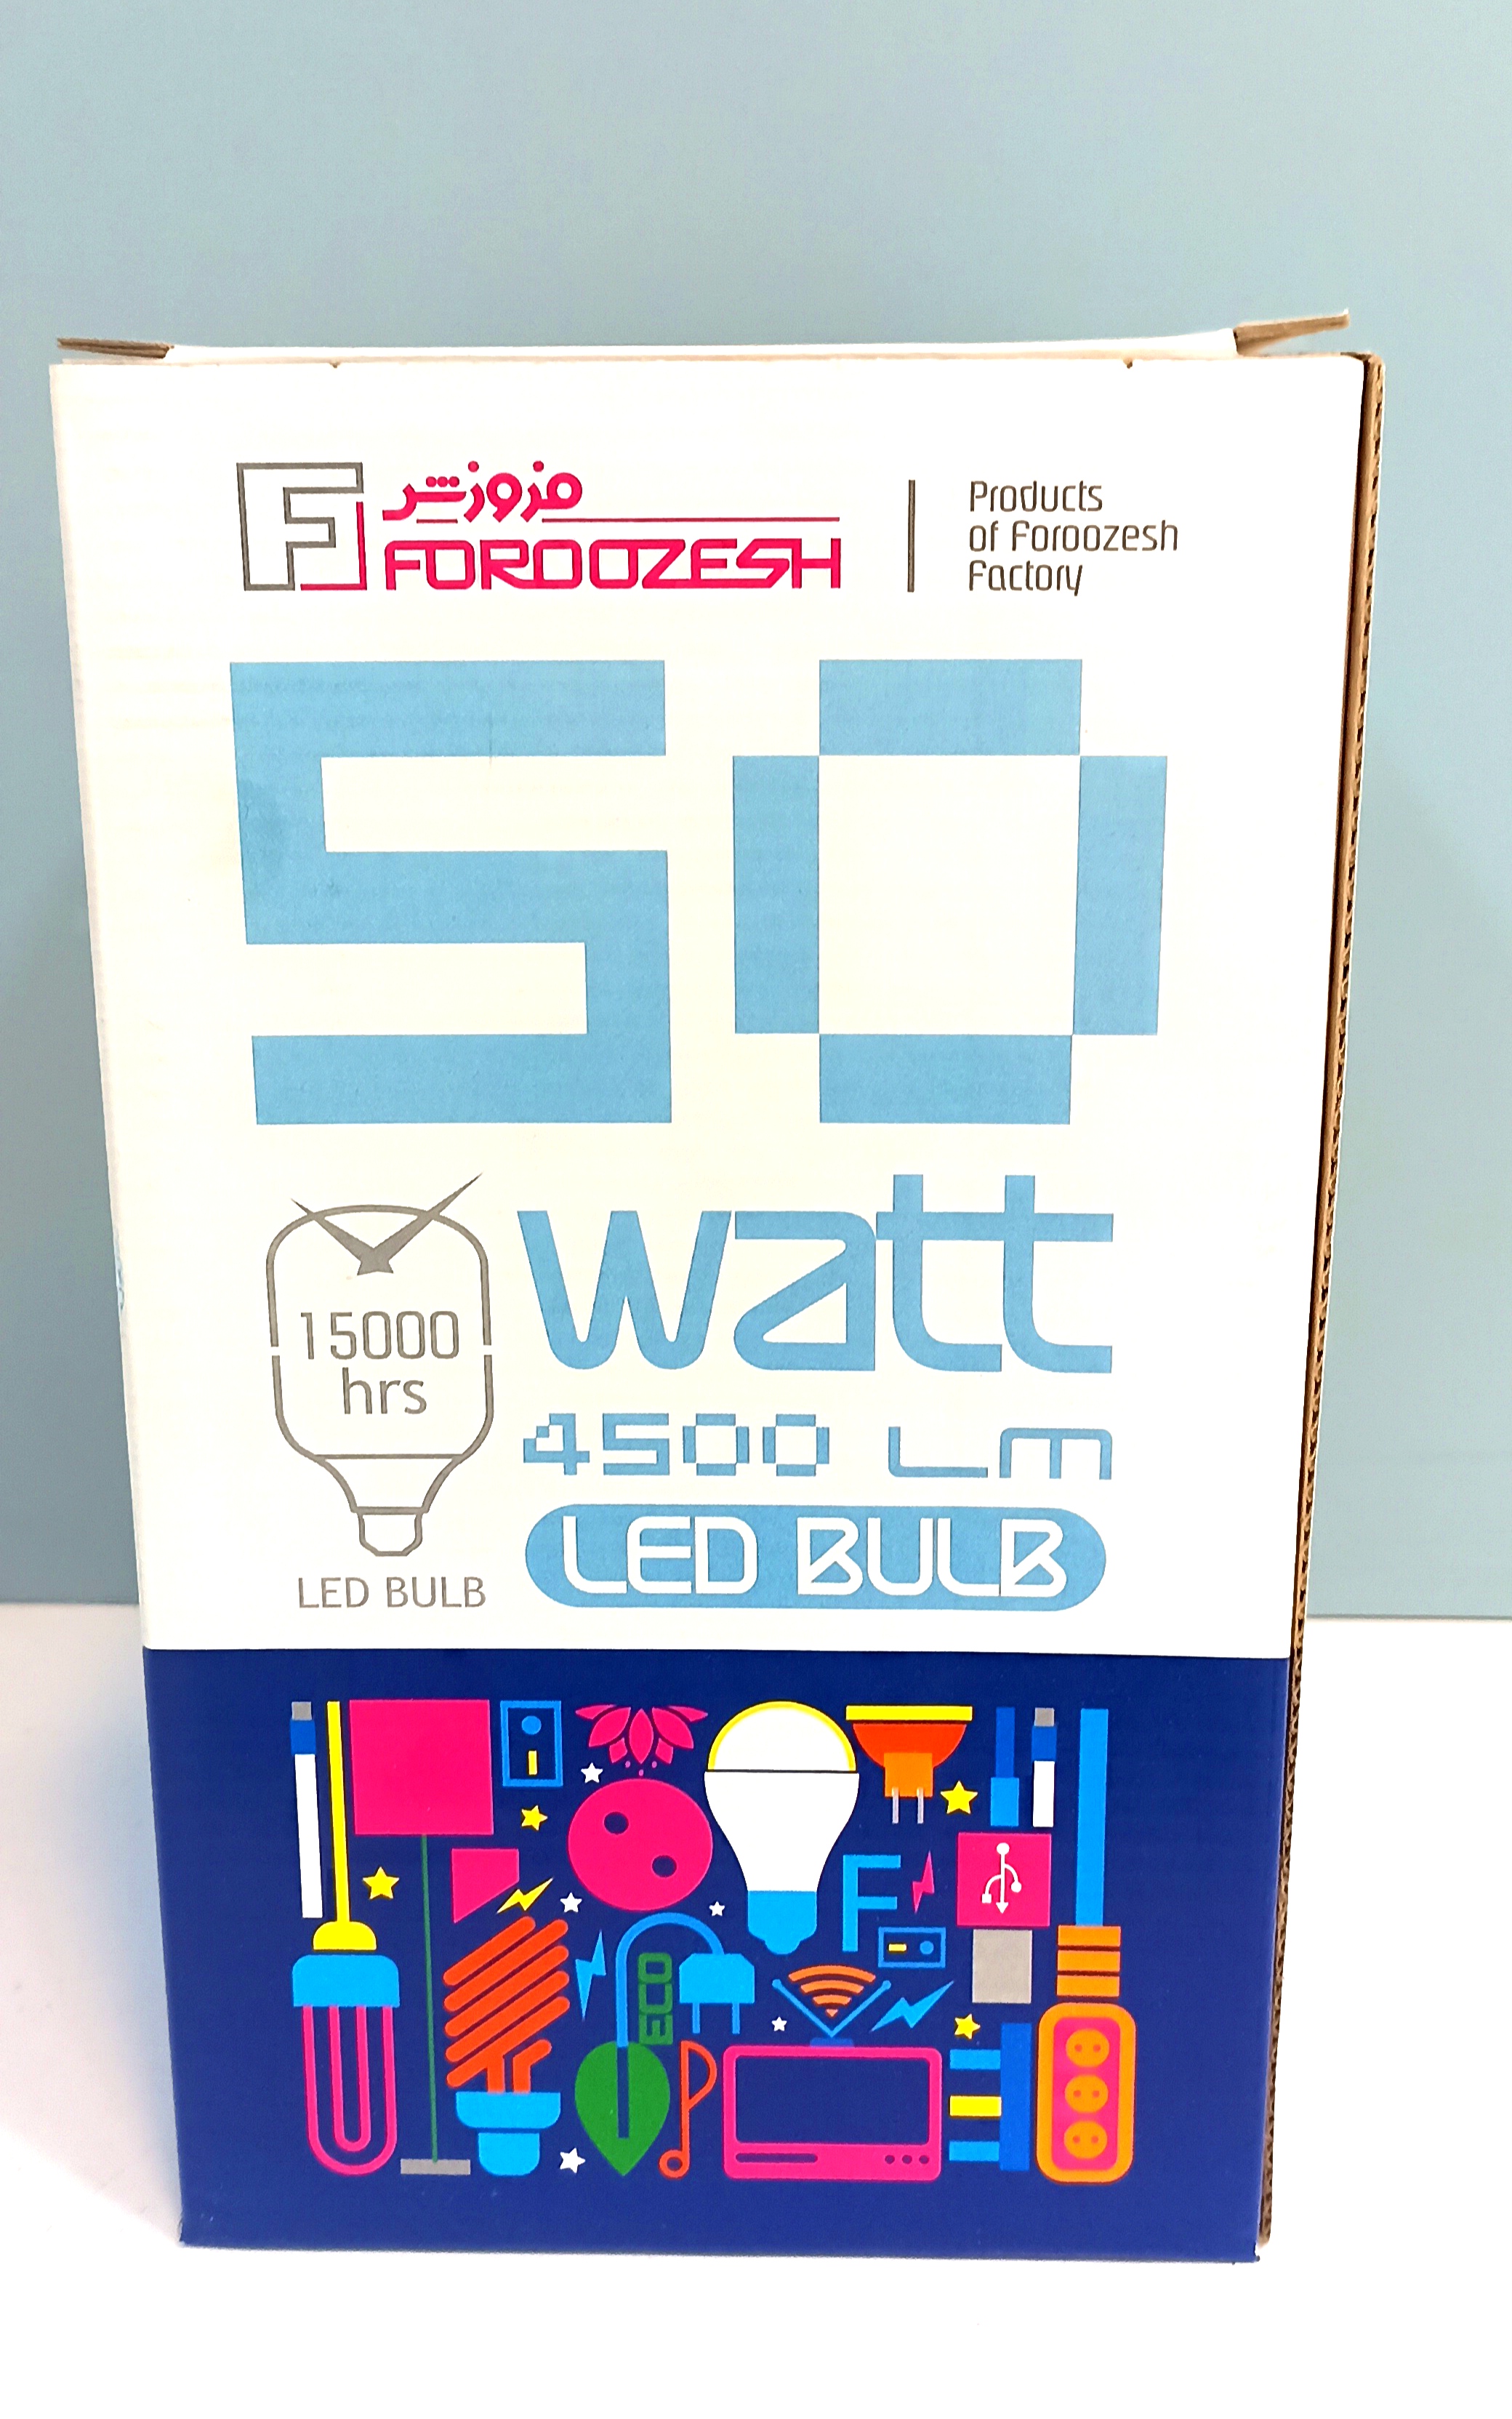 فروزش
FOROOZESH
Products
of Foroozesh
Factory
50
watt
15000
hrs
4500 Lm
LED BULB
LED BULB
F
ECO